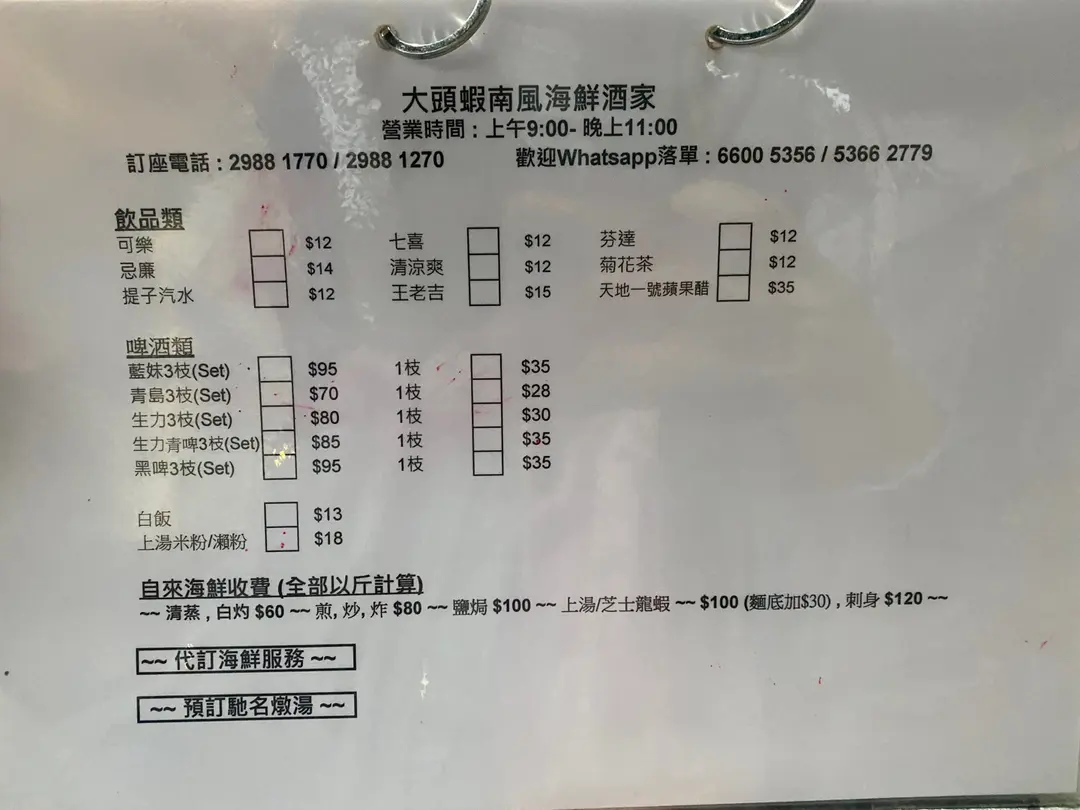 大頭蝦南風海鮮酒家
營業時間：上午9:00- 晚上11:00
訂座電話：2988 1770 / 2988 1270 歡迎Whatsapp落單：6600 5356 / 5366 2779
飲品類
可樂 $12 七喜 $12 芬達 $12
忌廉 $14 清涼爽 $12 菊花茶 $12
提子汽水 $12 王老吉 $15 天地一號蘋果醋 $35
啤酒類
藍妹3枝(Set) $95 1枝 $35
青島3枝(Set) $70 1枝 $28
生力3枝(Set) $80 1枝 $30
生力青啤3枝(Set) $85 1枝 $35
黑啤3枝(Set) $95 1枝 $35
白飯 $13
上湯米粉/瀨粉 $18
自來海鮮收費 (全部以斤計算)
~~ 清蒸 , 白灼 $60 ~~ 煎, 炒, 炸 $80 ~~ 鹽焗 $100 ~~ 上湯/芝士龍蝦 ~~ $100 (麵底加$30) , 刺身 $120 ~~
~~ 代訂海鮮服務 ~~
~~ 預訂馳名燉湯 ~~